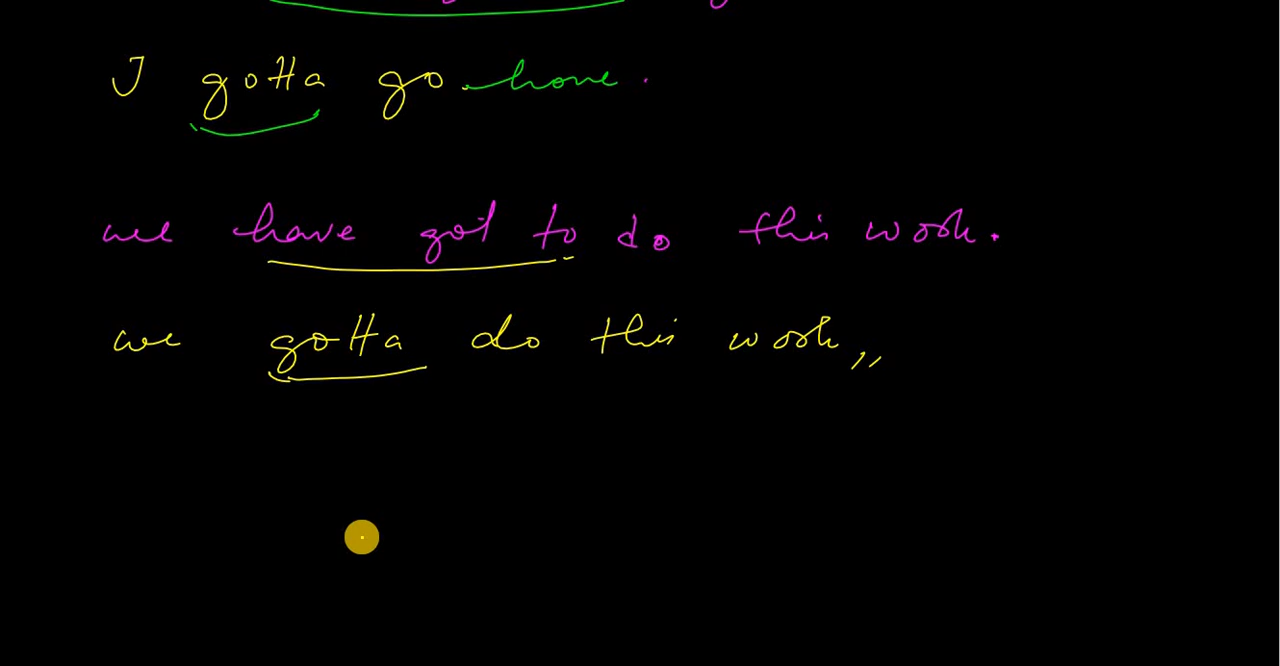 I gotta go home.
we have got to do this work.
we gotta do this work,,